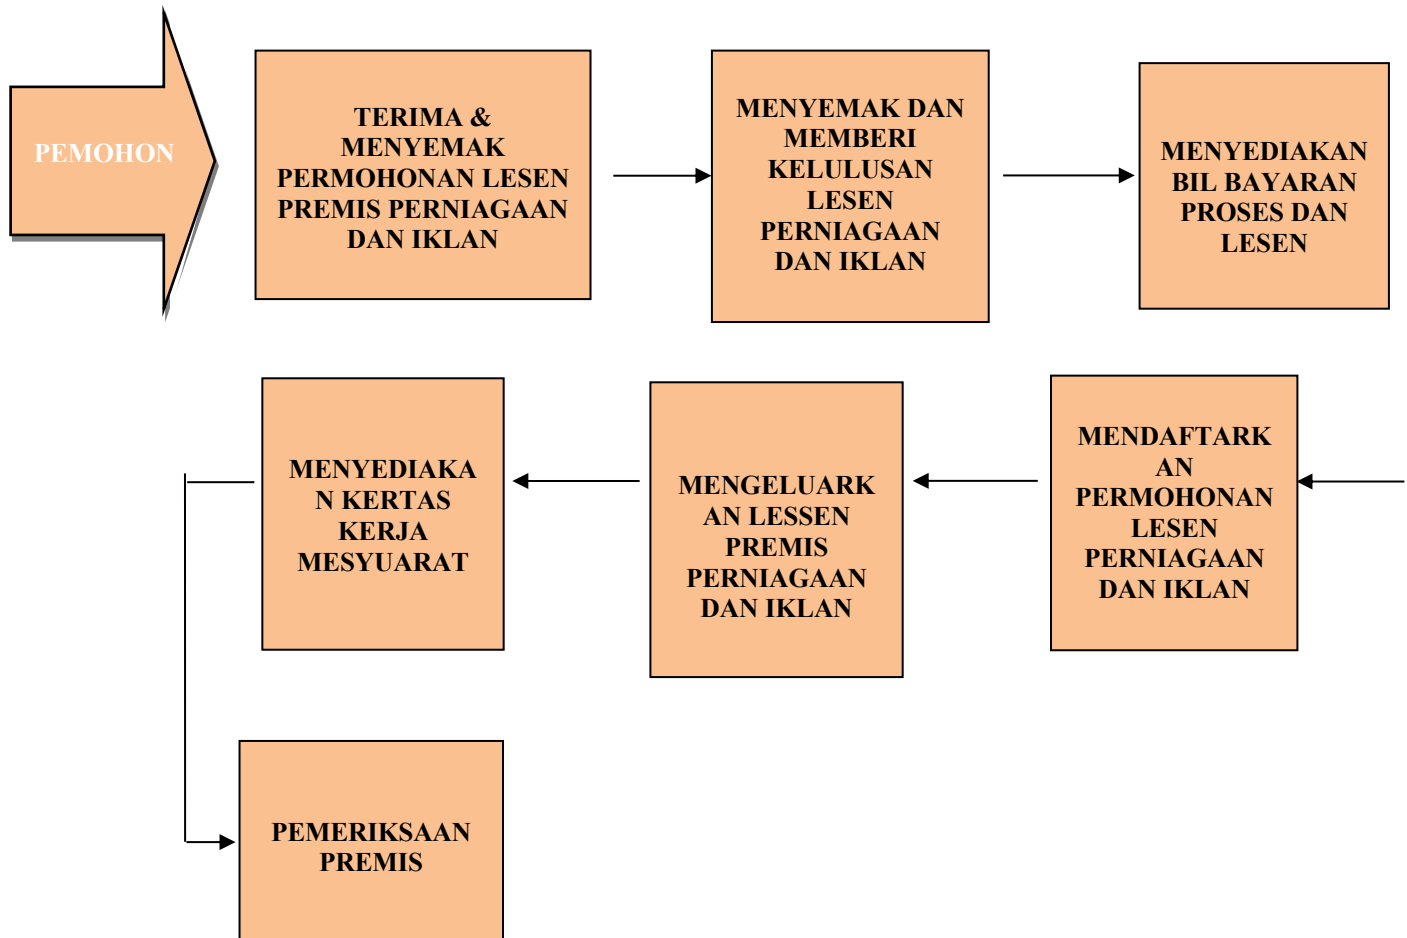 PEMOHON
TERIMA &
MENYEMAK
PERMOHONAN LESEN
PREMIS PERNIAGAAN
DAN IKLAN
MENYEMAK DAN
MEMBERI
KELULUSAN
LESEN
PERNIAGAAN
DAN IKLAN
MENYEDIAKAN
BIL BAYARAN
PROSES DAN
LESEN
MENDAFTARK
AN
PERMOHONAN
LESEN
PERNIAGAAN
DAN IKLAN
MENGELUARK
AN LESSEN
PREMIS
PERNIAGAAN
DAN IKLAN
MENYEDIAKA
N KERTAS
KERJA
MESYUARAT
PEMERIKSAAN
PREMIS